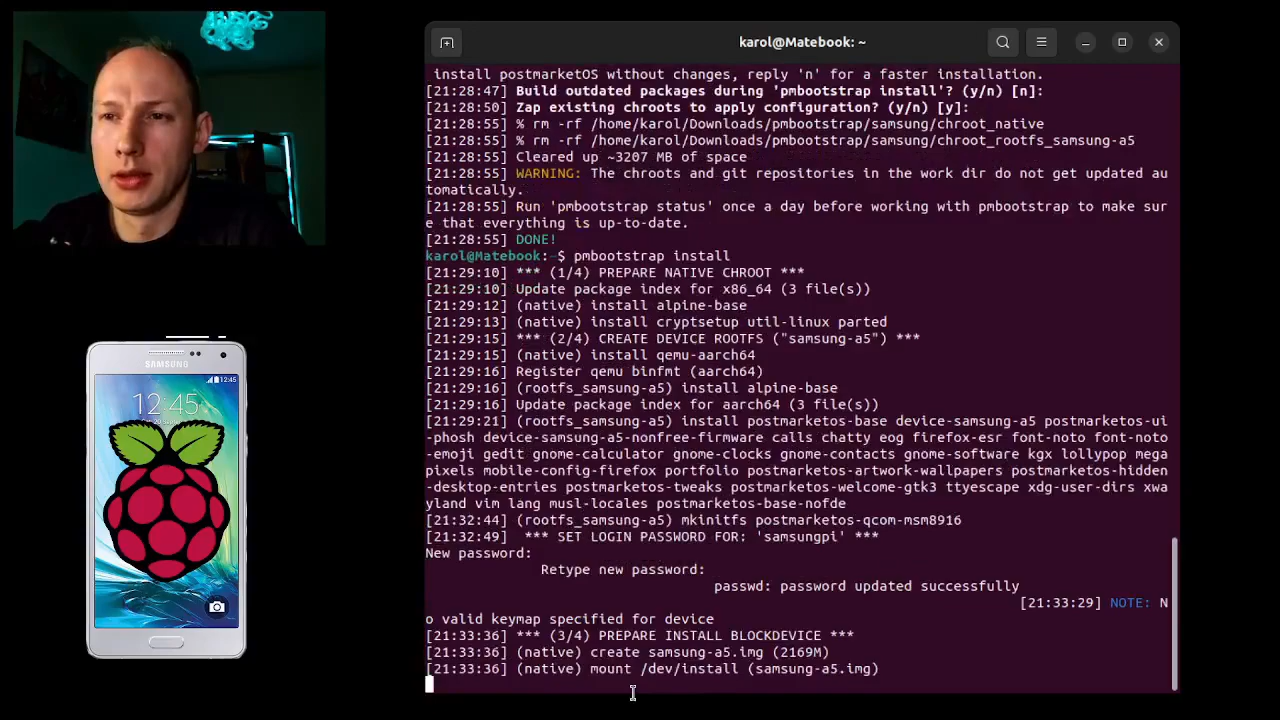 karol@Matebook: ~
install postmarketOS without changes, reply 'n' for a faster installation.
[21:28:47] Build outdated packages during 'pmbootstrap install'? (y/n) [n]:
[21:28:50] Zap existing chroots to apply configuration? (y/n) [y]:
[21:28:55] % rm -rf /home/karol/Downloads/pmbootstrap/samsung/chroot_native
[21:28:55] % rm -rf /home/karol/Downloads/pmbootstrap/samsung/chroot_rootfs_samsung-a5
[21:28:55] Cleared up ~3207 MB of space
[21:28:55] WARNING: The chroots and git repositories in the work dir do not get updated au
tomatically.
[21:28:55] Run 'pmbootstrap status' once a day before working with pmbootstrap to make sur
e that everything is up-to-date.
[21:28:55] DONE!
karol@Matebook:~$ pmbootstrap install
[21:29:10] *** (1/4) PREPARE NATIVE CHROOT ***
[21:29:10] Update package index for x86_64 (3 file(s))
[21:29:12] (native) install alpine-base
[21:29:13] (native) install cryptsetup util-linux parted
[21:29:15] *** (2/4) CREATE DEVICE ROOTFS ("samsung-a5") ***
[21:29:15] (native) install qemu-aarch64
[21:29:16] Register qemu binfmt (aarch64)
[21:29:16] (rootfs_samsung-a5) install alpine-base
[21:29:16] Update package index for aarch64 (3 file(s))
[21:29:21] (rootfs_samsung-a5) install postmarketos-base device-samsung-a5 postmarketos-ui
-phosh device-samsung-a5-nonfree-firmware calls chatty eog firefox-esr font-noto font-noto
-emoji gedit gnome-calculator gnome-clocks gnome-contacts gnome-software kgx lollypop mega
pixels mobile-config-firefox portfolio postmarketos-artwork-wallpapers postmarketos-hidden
-desktop-entries postmarketos-tweaks postmarketos-welcome-gtk3 ttyescape xdg-user-dirs xwa
yland vim lang musl-locales postmarketos-base-nofde
[21:32:44] (rootfs_samsung-a5) mkinitfs postmarketos-qcom-msm8916
[21:32:49]  *** SET LOGIN PASSWORD FOR: 'samsungpi' ***
New password:
Retype new password:
passwd: password updated successfully
[21:33:29] NOTE: N
o valid keymap specified for device
[21:33:36] *** (3/4) PREPARE INSTALL BLOCKDEVICE ***
[21:33:36] (native) create samsung-a5.img (2169M)
[21:33:36] (native) mount /dev/install (samsung-a5.img)
SAMSUNG
12:45
12:45